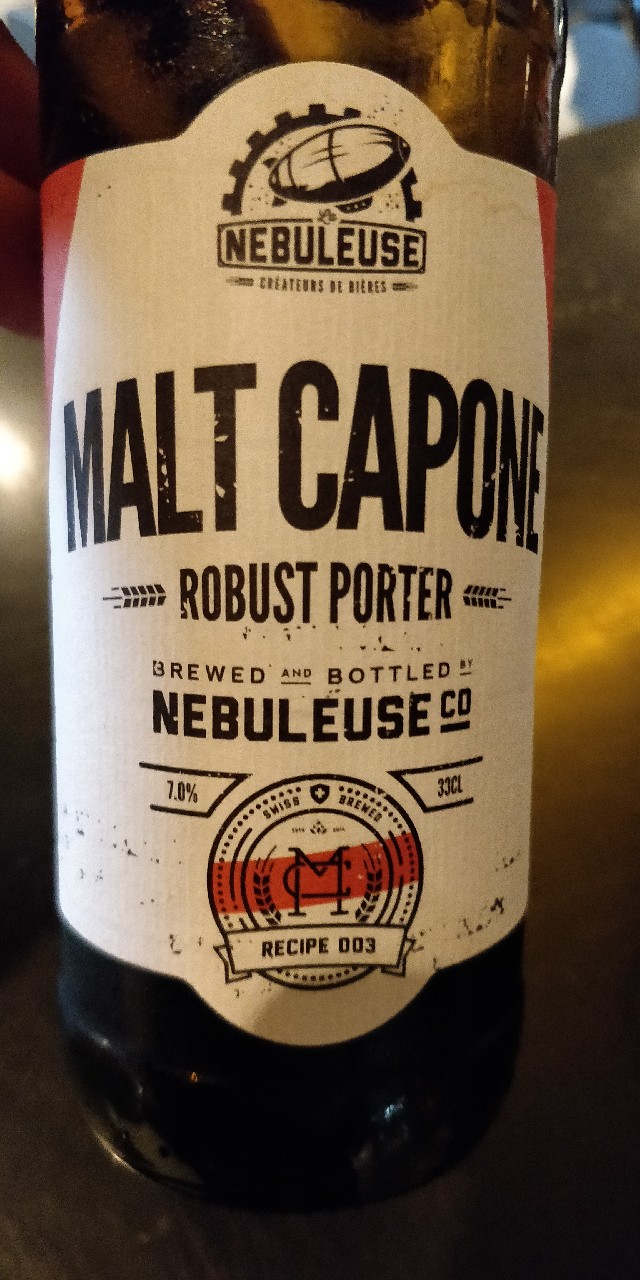 La
NEBULEUSE
CRÉATEURS DE BIÈRES
MALT CAPONE
ROBUST PORTER
BREWED AND BOTTLED BY
NEBULEUSE CO
7.0%
33CL
SWISS BREWED
MC
RECIPE 003